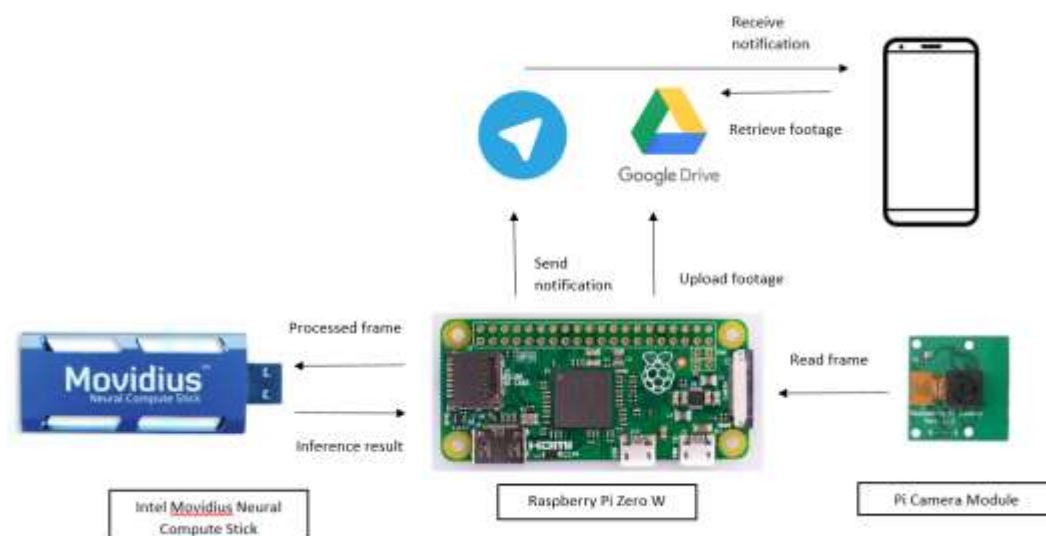 Receive
notification
Retrieve footage
Google Drive
Send
notification
Upload footage
Processed frame
Read frame
Movidius™
Neural Compute Stick
Inference result
HDMI
Intel Movidius Neural
Compute Stick
Raspberry Pi Zero W
Pi Camera Module